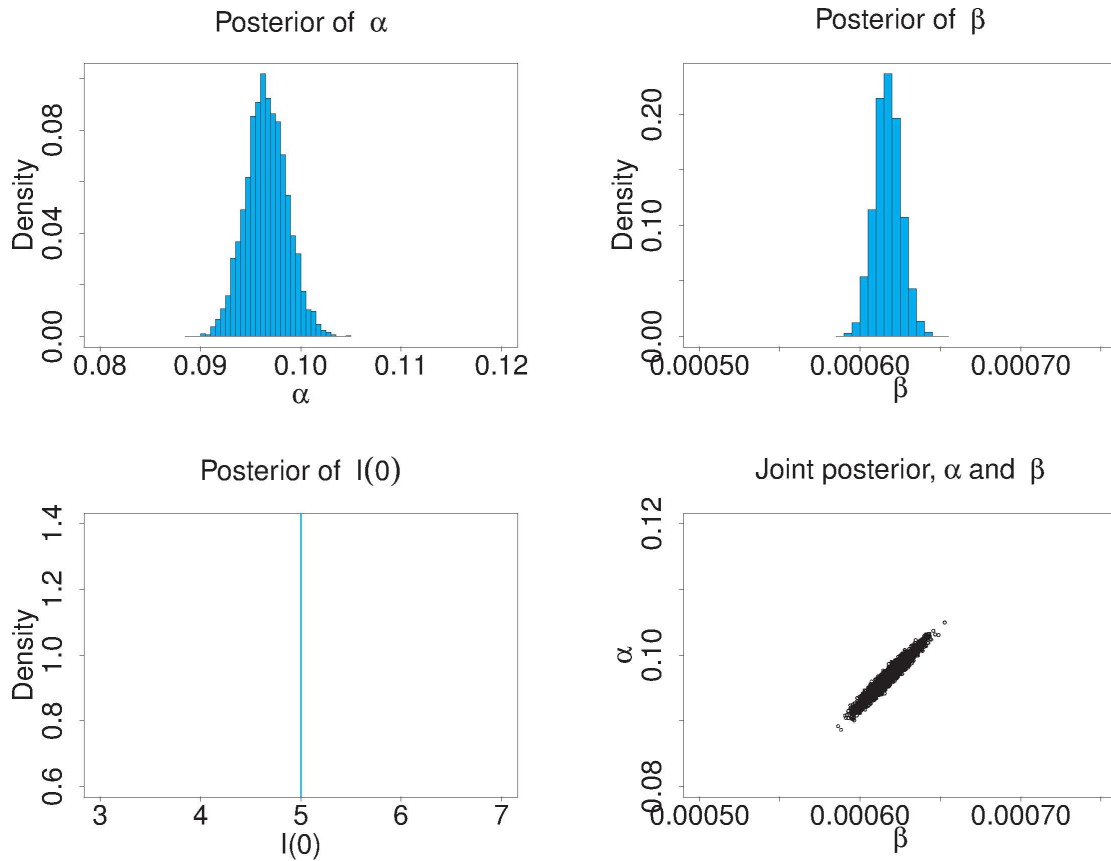 Posterior of α
Density
0.00 0.04 0.08
0.08 0.09 0.10 0.11 0.12
α
Posterior of β
Density
0.00 0.10 0.20
0.00050 0.00060 0.00070
β
Posterior of I(0)
Density
0.6 0.8 1.0 1.2 1.4
3 4 5 6 7
I(0)
Joint posterior, α and β
α
0.08 0.10 0.12
0.00050 0.00060 0.00070
β